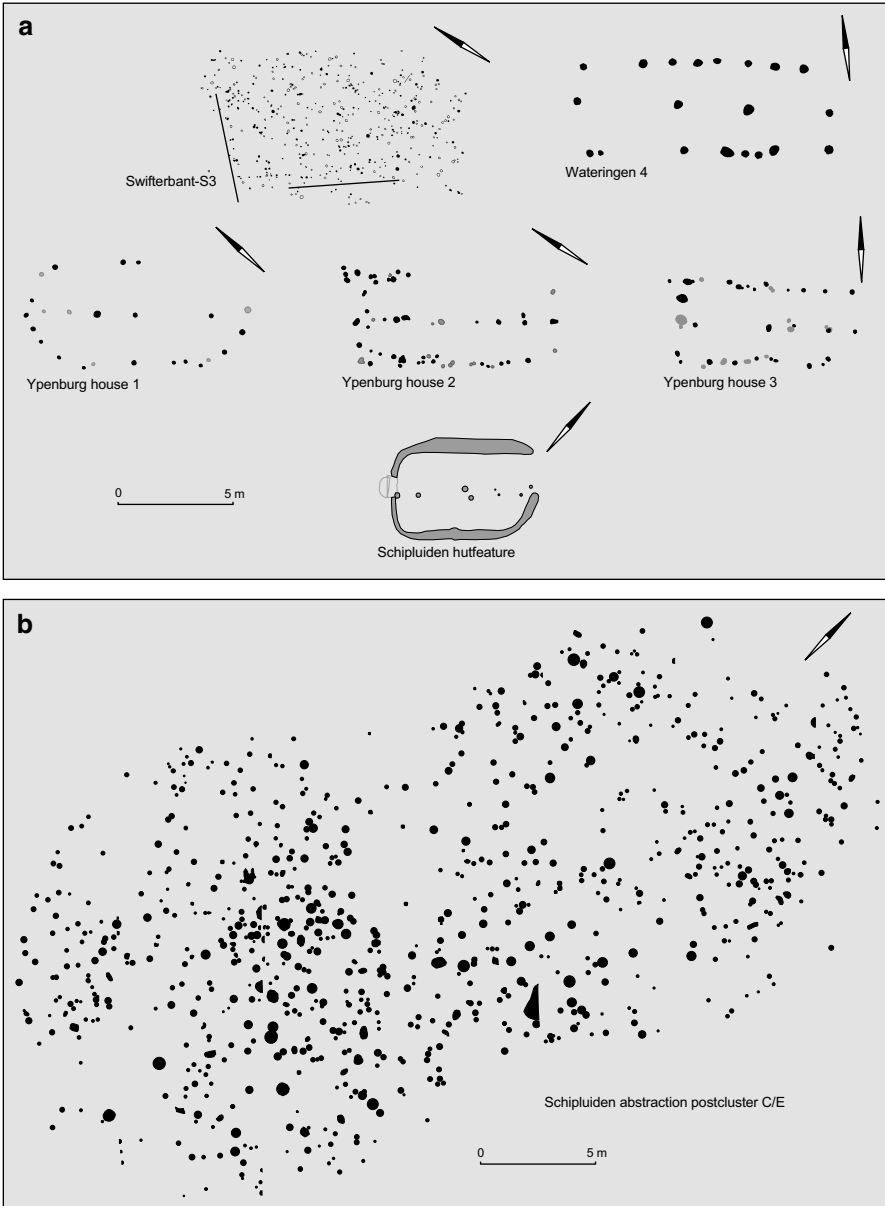 a
Swifterbant-S3
Wateringen 4
Ypenburg house 1
Ypenburg house 2
Ypenburg house 3
0 5 m
Schipluiden hutfeature
b
Schipluiden abstraction postcluster C/E
0 5 m